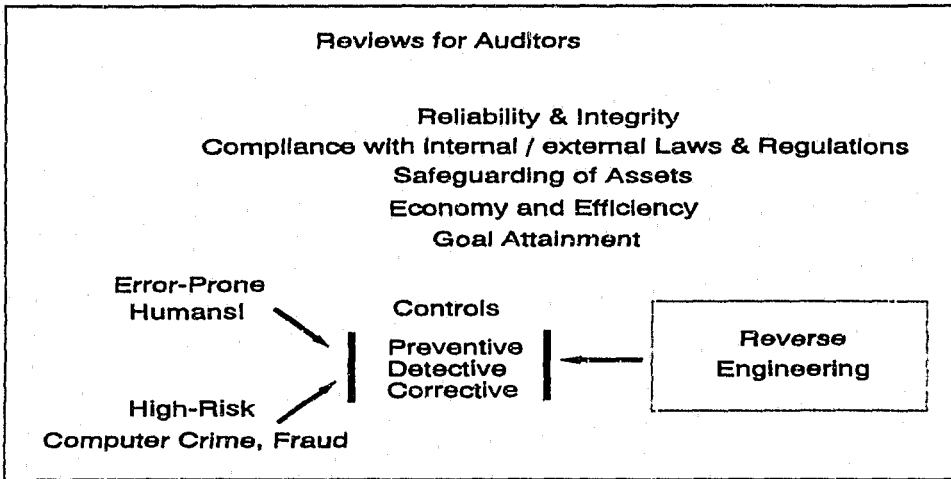 Reviews for Auditors
Reliability & Integrity
Compliance with Internal / external Laws & Regulations
Safeguarding of Assets
Economy and Efficiency
Goal Attainment
Error-Prone
Humans!
Controls
Preventive
Detective
Corrective
Reverse
Engineering
High-Risk
Computer Crime, Fraud